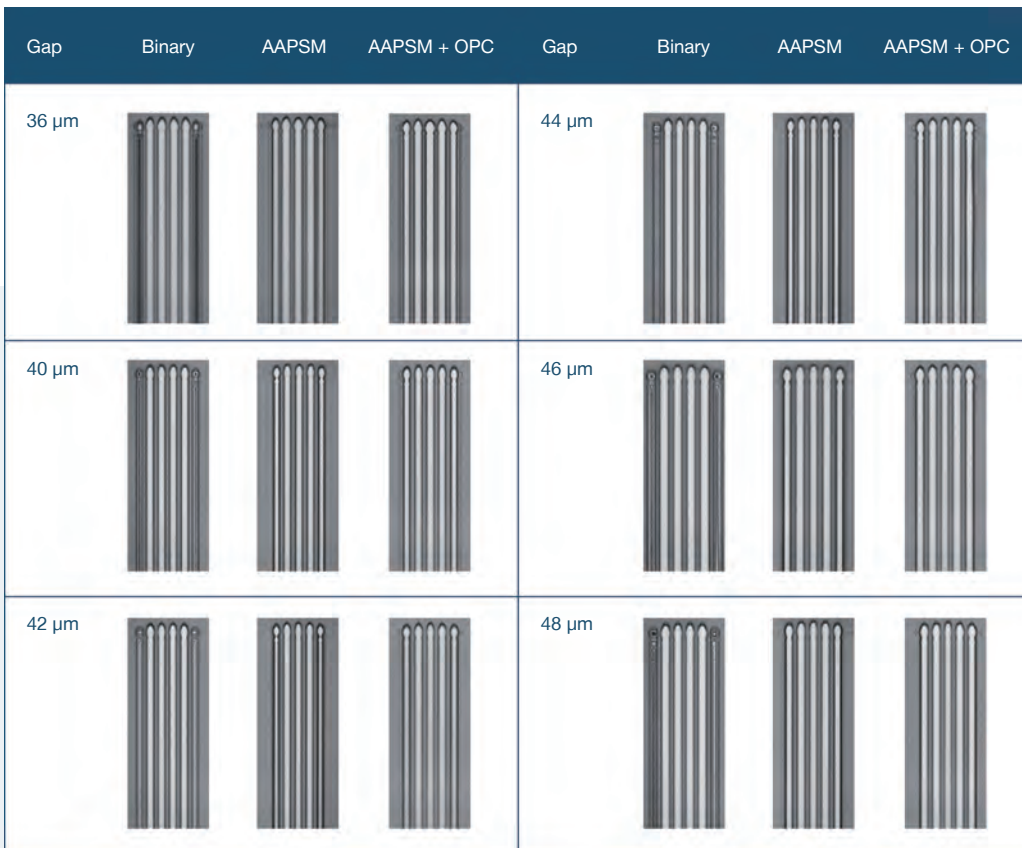 Gap Binary AAPSM AAPSM + OPC Gap Binary AAPSM AAPSM + OPC
36 µm 44 µm
40 µm 46 µm
42 µm 48 µm